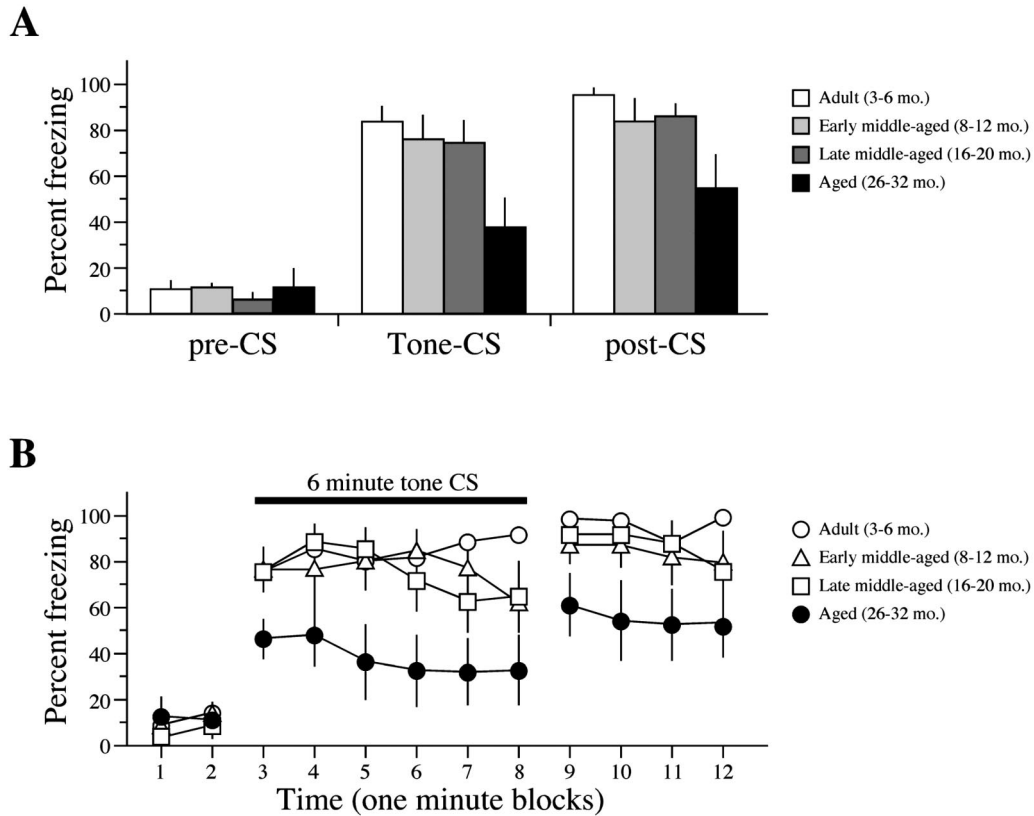 A
Percent freezing
100
80
60
40
20
0
pre-CS
Tone-CS
post-CS
Adult (3-6 mo.)
Early middle-aged (8-12 mo.)
Late middle-aged (16-20 mo.)
Aged (26-32 mo.)
B
6 minute tone CS
Percent freezing
100
80
60
40
20
0
1 2 3 4 5 6 7 8 9 10 11 12
Time (one minute blocks)
Adult (3-6 mo.)
Early middle-aged (8-12 mo.)
Late middle-aged (16-20 mo.)
Aged (26-32 mo.)